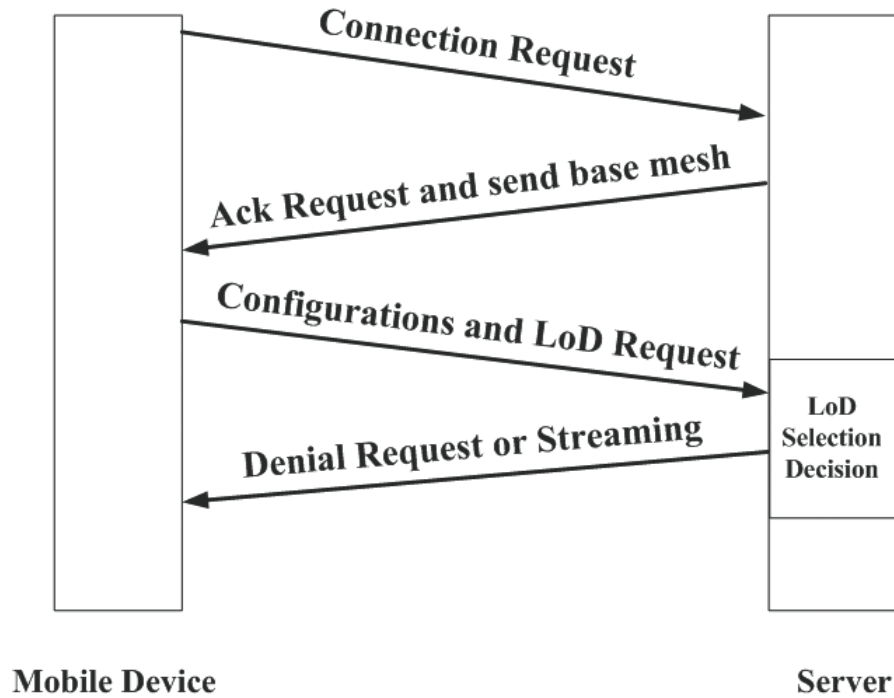 Connection Request
Ack Request and send base mesh
Configurations and LoD Request
Denial Request or Streaming
LoD
Selection
Decision
Mobile Device
Server